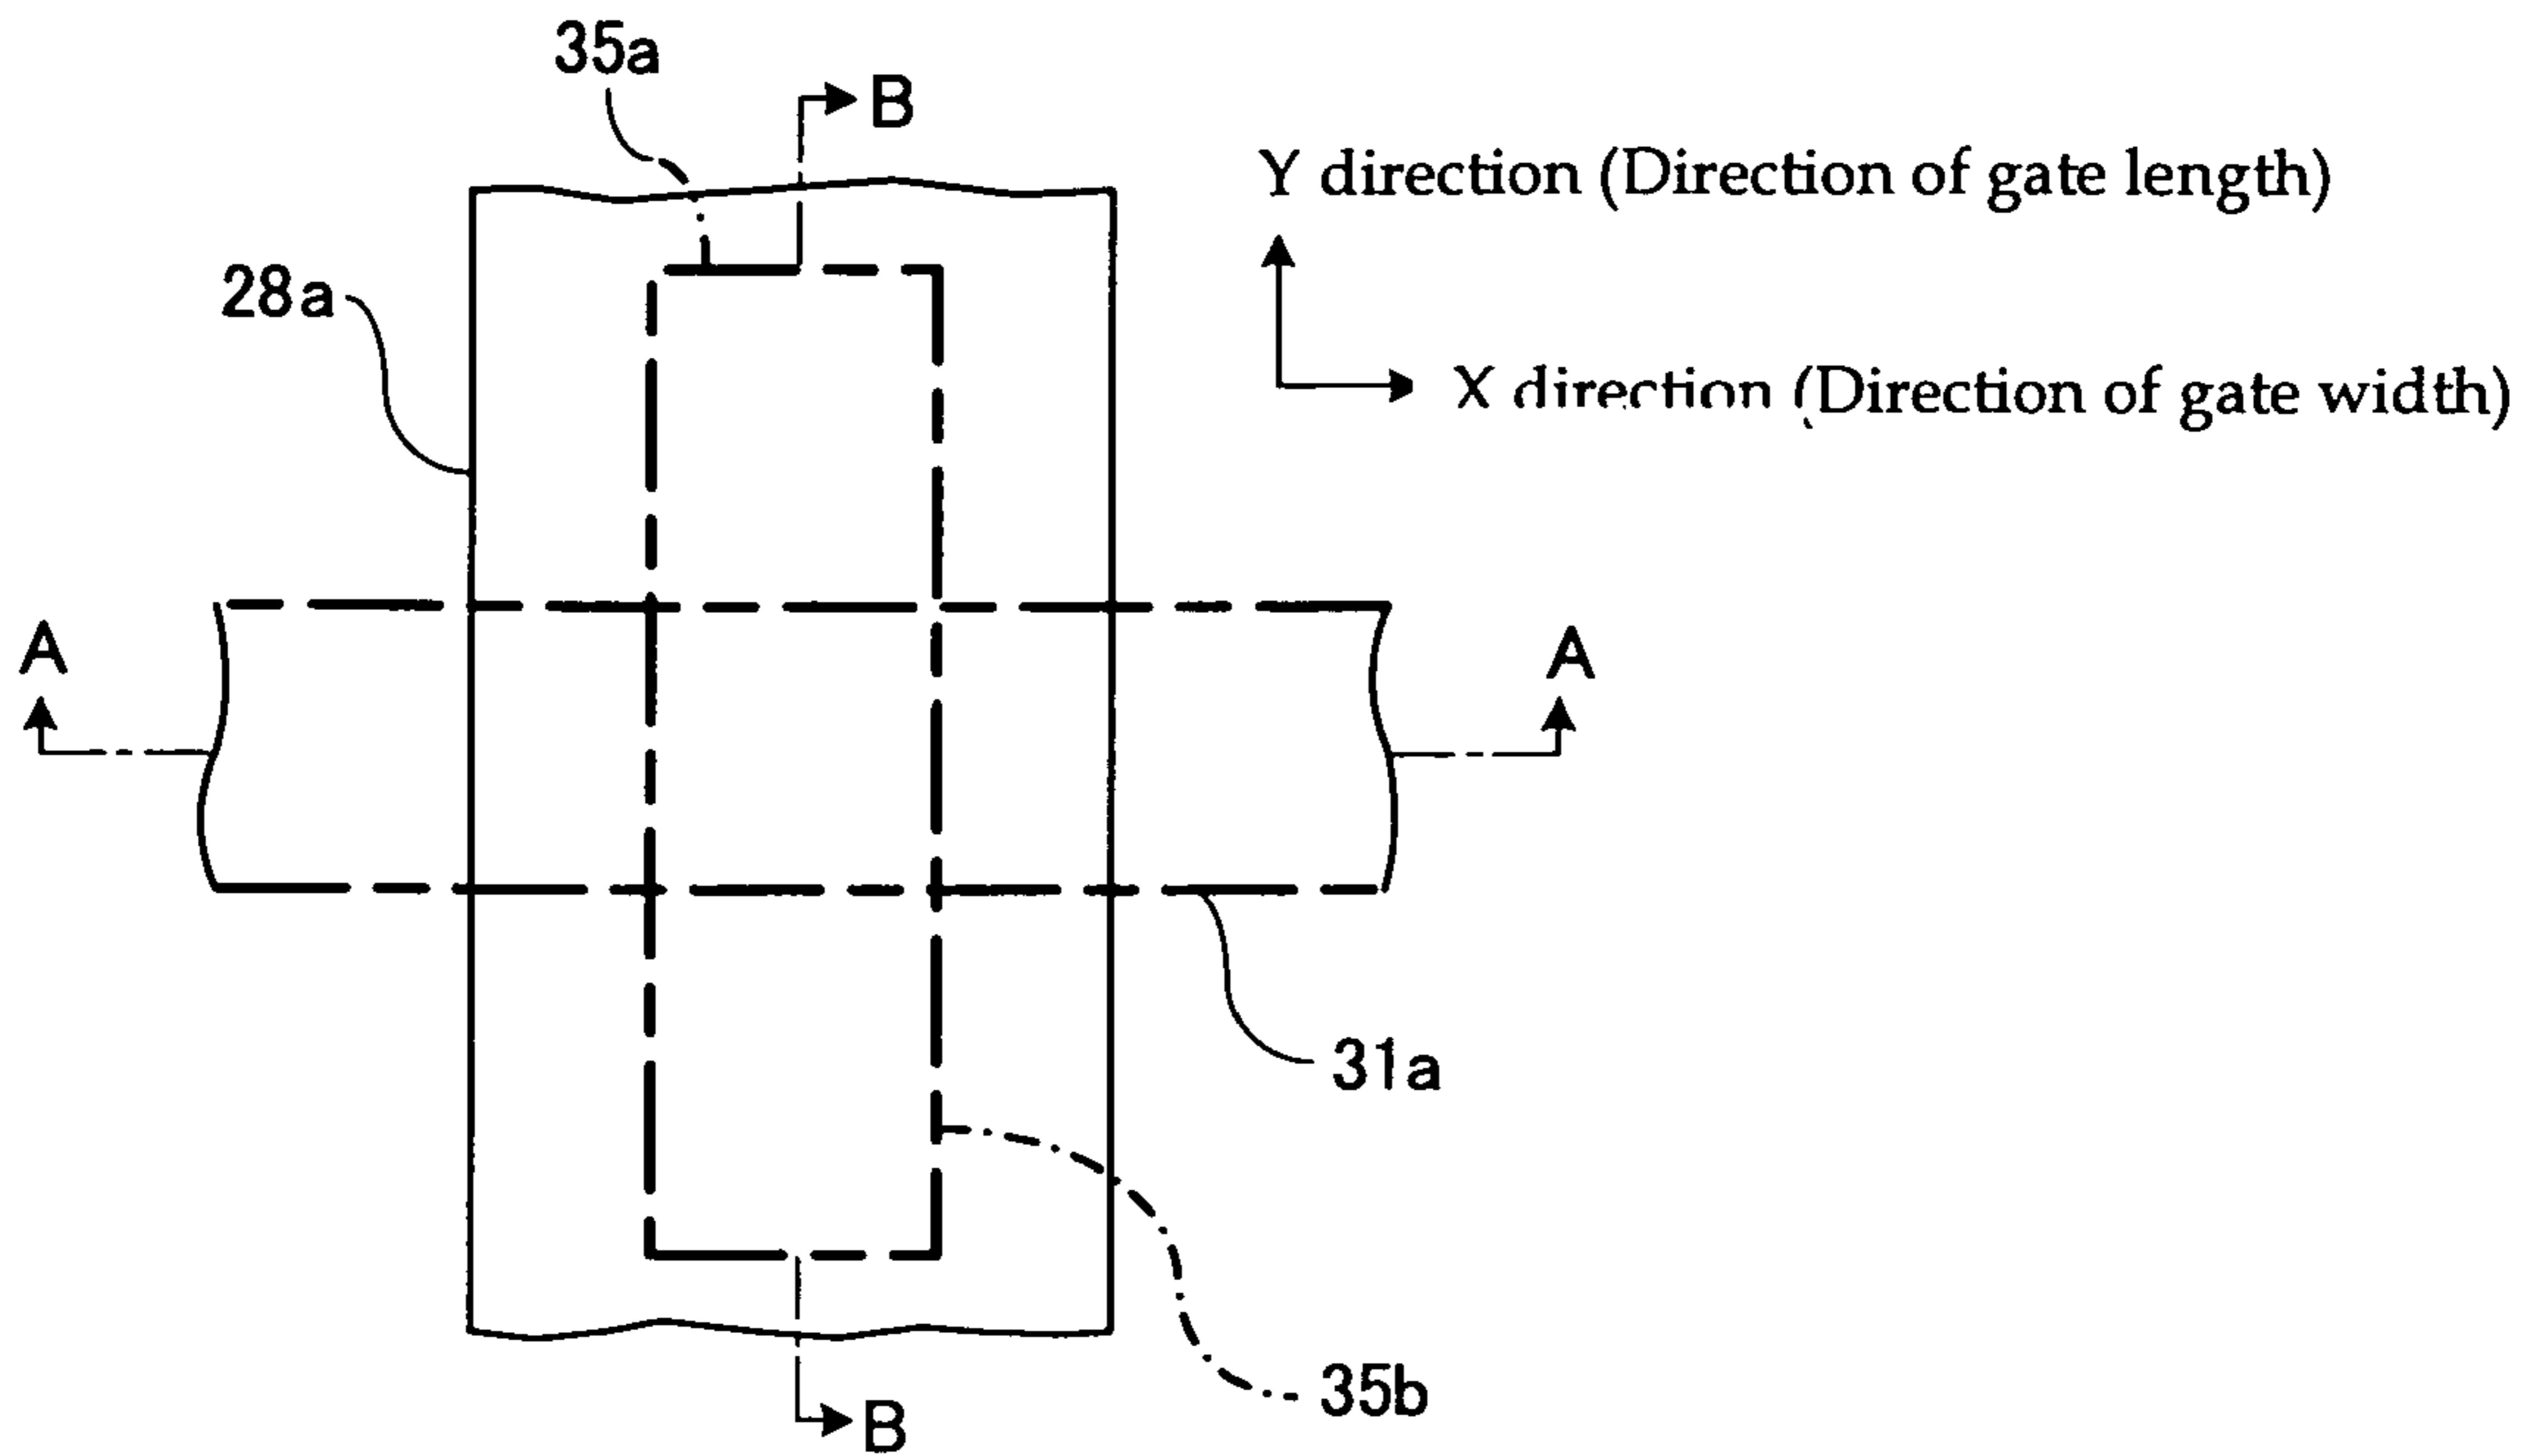 35a
B
Y direction (Direction of gate length)
28a
X direction (Direction of gate width)
A
A
31a
35b
B